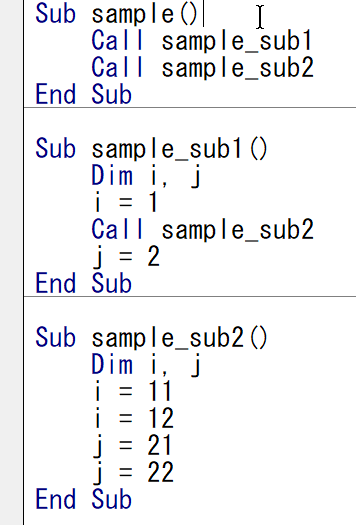 Sub sample()
Call sample_sub1
Call sample_sub2
End Sub
Sub sample_sub1()
Dim i, j
i = 1
Call sample_sub2
j = 2
End Sub
Sub sample_sub2()
Dim i, j
i = 11
i = 12
j = 21
j = 22
End Sub